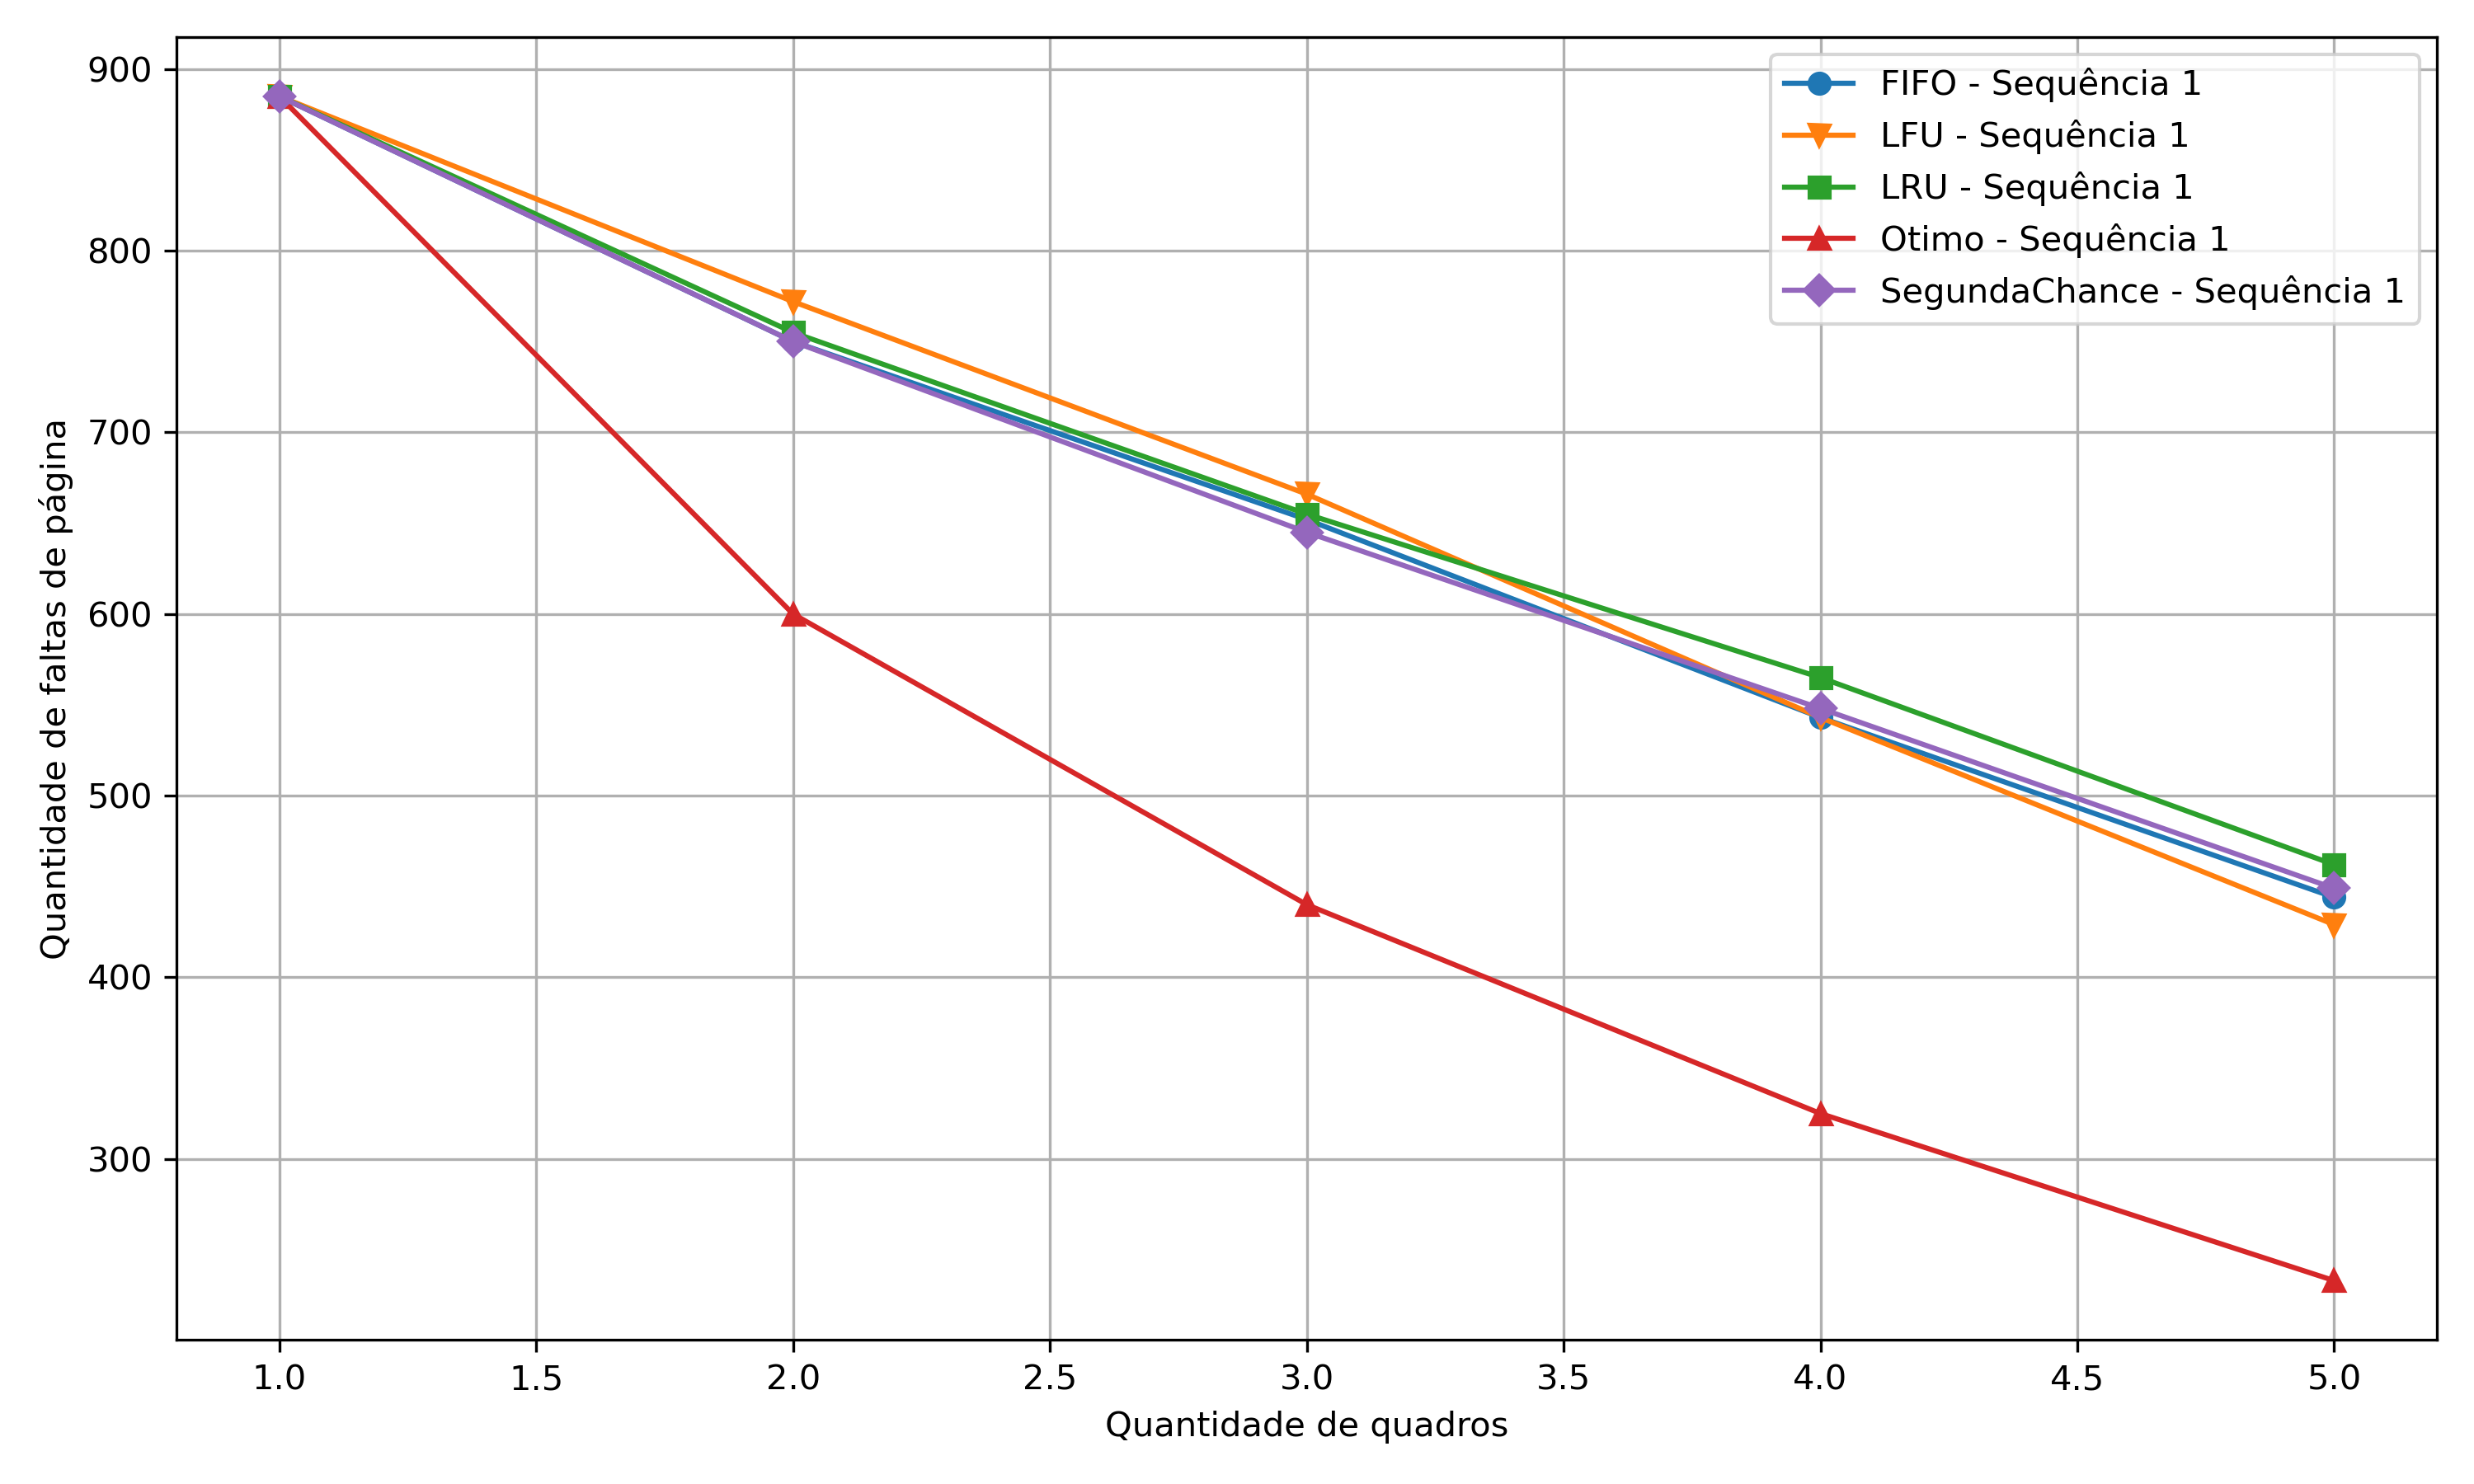 900
800
700
600
500
400
300
Quantidade de faltas de página
FIFO - Sequência 1
LFU - Sequência 1
LRU - Sequência 1
Otimo - Sequência 1
SegundaChance - Sequência 1
1.0 1.5 2.0 2.5 3.0 3.5 4.0 4.5 5.0
Quantidade de quadros